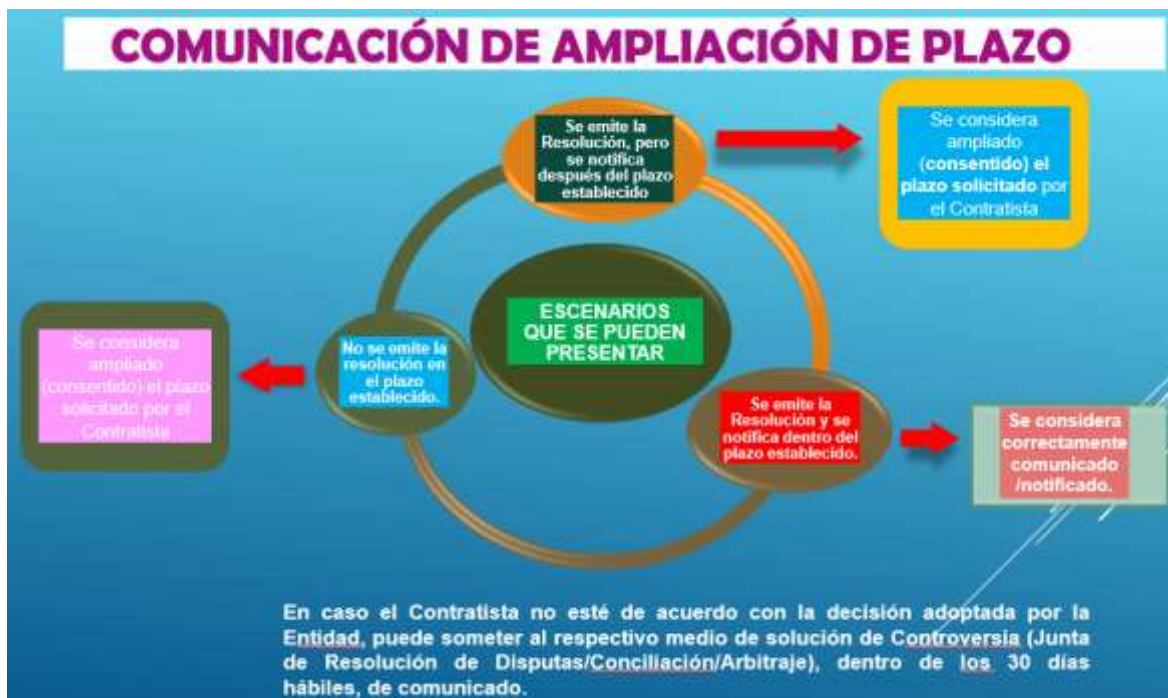 COMUNICACIÓN DE AMPLIACIÓN DE PLAZO
Se emite la
Resolución, pero
se notifica
después del plazo
establecido
Se considera
ampliado
(consentido) el
plazo solicitado por
el Contratista
ESCENARIOS
QUE SE PUEDEN
PRESENTAR
Se considera
ampliado
(consentido) el plazo
solicitado por el
Contratista
No se emite la
resolución en
el plazo
establecido.
Se emite la
Resolución y se
notifica dentro del
plazo establecido.
Se considera
correctamente
comunicado
/notificado.
En caso el Contratista no esté de acuerdo con la decisión adoptada por la
Entidad, puede someter al respectivo medio de solución de Controversia (Junta
de Resolución de Disputas/Conciliación/Arbitraje), dentro de los 30 días
hábiles, de comunicado.